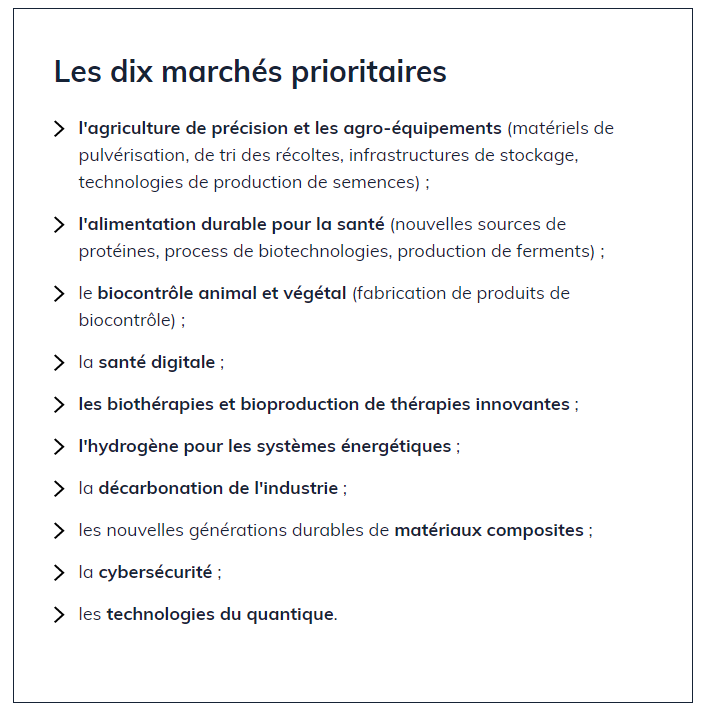 Les dix marchés prioritaires
l'agriculture de précision et les agro-équipements (matériels de
pulvérisation, de tri des récoltes, infrastructures de stockage,
technologies de production de semences) ;
l'alimentation durable pour la santé (nouvelles sources de
protéines, process de biotechnologies, production de ferments) ;
le biocontrôle animal et végétal (fabrication de produits de
biocontrôle) ;
la santé digitale ;
les biothérapies et bioproduction de thérapies innovantes ;
l'hydrogène pour les systèmes énergétiques ;
la décarbonation de l'industrie ;
les nouvelles générations durables de matériaux composites ;
la cybersécurité ;
les technologies du quantique.